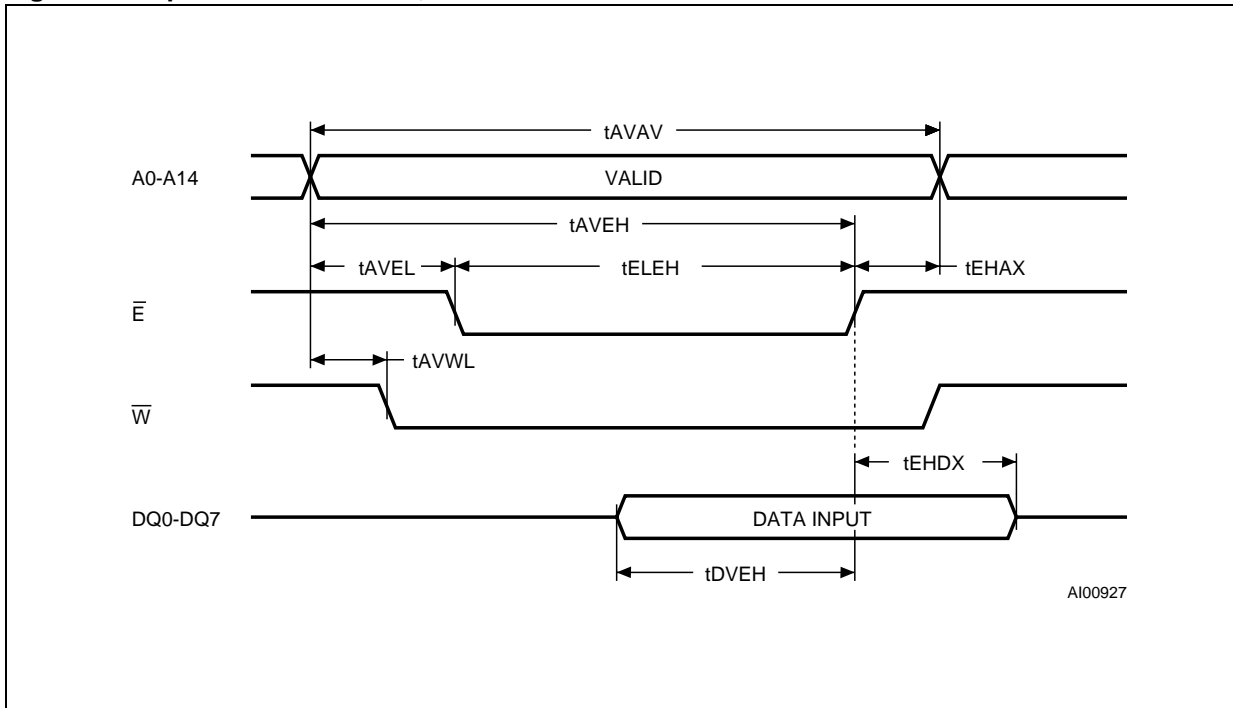 tAVAV
A0-A14 VALID
tAVEH
tAVEL tELEH tEHAX
E̅
tAVWL
W̅
tEHDX
DQ0-DQ7 DATA INPUT
tDVEH
AI00927